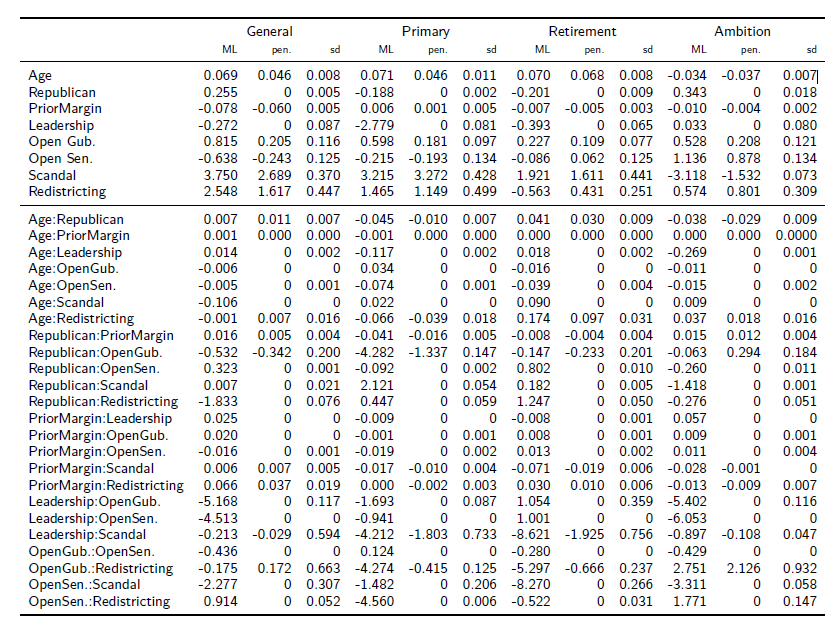 General Primary Retirement Ambition
ML pen. sd ML pen. sd ML pen. sd ML pen. sd
Age 0.069 0.046 0.008 0.071 0.046 0.011 0.070 0.068 0.008 -0.034 -0.037 0.007
Republican 0.255 0 0.005 -0.188 0 0.002 -0.201 0 0.009 0.343 0 0.018
PriorMargin -0.078 -0.060 0.005 0.006 0.001 0.005 -0.007 -0.005 0.003 -0.010 -0.004 0.002
Leadership -0.272 0 0.087 -2.779 0 0.081 -0.393 0 0.065 0.033 0 0.080
Open Gub. 0.815 0.205 0.116 0.598 0.181 0.097 0.227 0.109 0.077 0.528 0.208 0.121
Open Sen. -0.638 -0.243 0.125 -0.215 -0.193 0.134 -0.086 0.062 0.125 1.136 0.878 0.134
Scandal 3.750 2.689 0.370 3.215 3.272 0.428 1.921 1.611 0.441 -3.118 -1.532 0.073
Redistricting 2.548 1.617 0.447 1.465 1.149 0.499 -0.563 0.431 0.251 0.574 0.801 0.309
Age:Republican 0.007 0.011 0.007 -0.045 -0.010 0.007 0.041 0.030 0.009 -0.038 -0.029 0.009
Age:PriorMargin 0.001 0.000 0.000 -0.001 0.000 0.000 0.000 0.000 0.000 0.000 0.000 0.0000
Age:Leadership 0.014 0 0.002 -0.117 0 0.002 0.018 0 0.002 -0.269 0 0.001
Age:OpenGub. -0.006 0 0 0.034 0 0 -0.016 0 0 -0.011 0 0
Age:OpenSen. -0.005 0 0.001 -0.074 0 0.001 -0.039 0 0.004 -0.015 0 0.002
Age:Scandal -0.106 0 0 0.022 0 0 0.090 0 0 0.009 0 0
Age:Redistricting -0.001 0.007 0.016 -0.066 -0.039 0.018 0.174 0.097 0.031 0.037 0.018 0.016
Republican:PriorMargin 0.016 0.005 0.004 -0.041 -0.016 0.005 -0.008 -0.004 0.004 0.015 0.012 0.004
Republican:OpenGub. -0.532 -0.342 0.200 -4.282 -1.337 0.147 -0.147 -0.233 0.201 -0.063 0.294 0.184
Republican:OpenSen. 0.323 0 0.001 -0.092 0 0.002 0.802 0 0.010 -0.260 0 0.011
Republican:Scandal 0.007 0 0.021 2.121 0 0.054 0.182 0 0.005 -1.418 0 0.001
Republican:Redistricting -1.833 0 0.076 0.447 0 0.059 1.247 0 0.050 -0.276 0 0.051
PriorMargin:Leadership 0.025 0 0 -0.009 0 0 -0.008 0 0.001 0.057 0 0
PriorMargin:OpenGub. 0.020 0 0 -0.001 0 0.001 0.008 0 0.001 0.009 0 0.001
PriorMargin:OpenSen. -0.016 0 0.001 -0.019 0 0.002 0.013 0 0.002 0.011 0 0.004
PriorMargin:Scandal 0.006 0.007 0.005 -0.017 -0.010 0.004 -0.071 -0.019 0.006 -0.028 -0.001 0
PriorMargin:Redistricting 0.066 0.037 0.019 0.000 -0.002 0.003 0.030 0.010 0.006 -0.013 -0.009 0.007
Leadership:OpenGub. -5.168 0 0.117 -1.693 0 0.087 1.054 0 0.359 -5.402 0 0.116
Leadership:OpenSen. -4.513 0 0 -0.941 0 0 1.001 0 0 -6.053 0 0
Leadership:Scandal -0.213 -0.029 0.594 -4.212 -1.803 0.733 -8.621 -1.925 0.756 -0.897 -0.108 0.047
OpenGub.:OpenSen. -0.436 0 0 0.124 0 0 -0.280 0 0 -0.429 0 0
OpenGub.:Redistricting -0.175 0.172 0.663 -4.274 -0.415 0.125 -5.297 -0.666 0.237 2.751 2.126 0.932
OpenSen.:Scandal -2.277 0 0.307 -1.482 0 0.206 -8.270 0 0.266 -3.311 0 0.058
OpenSen.:Redistricting 0.914 0 0.052 -4.560 0 0.006 -0.522 0 0.031 1.771 0 0.147